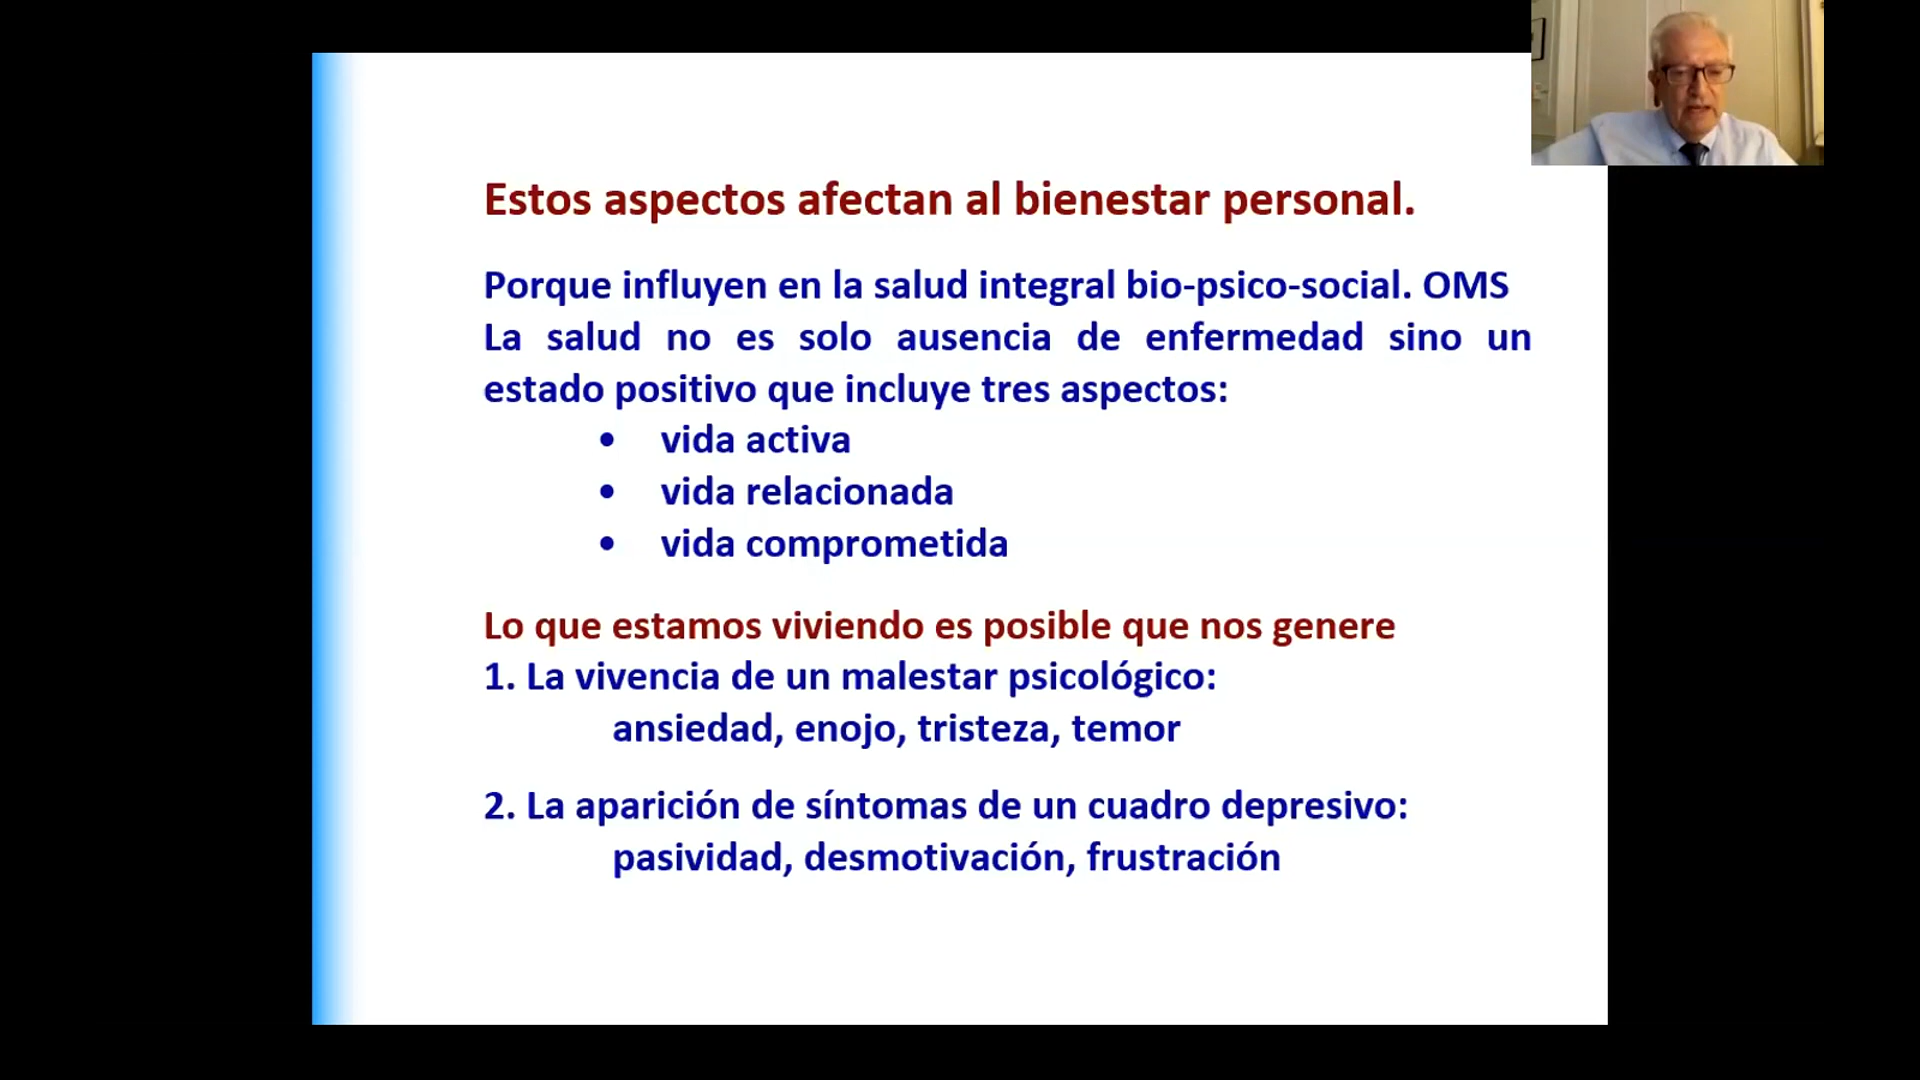 Estos aspectos afectan al bienestar personal.
Porque influyen en la salud integral bio-psico-social. OMS
La salud no es solo ausencia de enfermedad sino un
estado positivo que incluye tres aspectos:
• vida activa
• vida relacionada
• vida comprometida
Lo que estamos viviendo es posible que nos genere
1. La vivencia de un malestar psicológico:
ansiedad, enojo, tristeza, temor
2. La aparición de síntomas de un cuadro depresivo:
pasividad, desmotivación, frustración